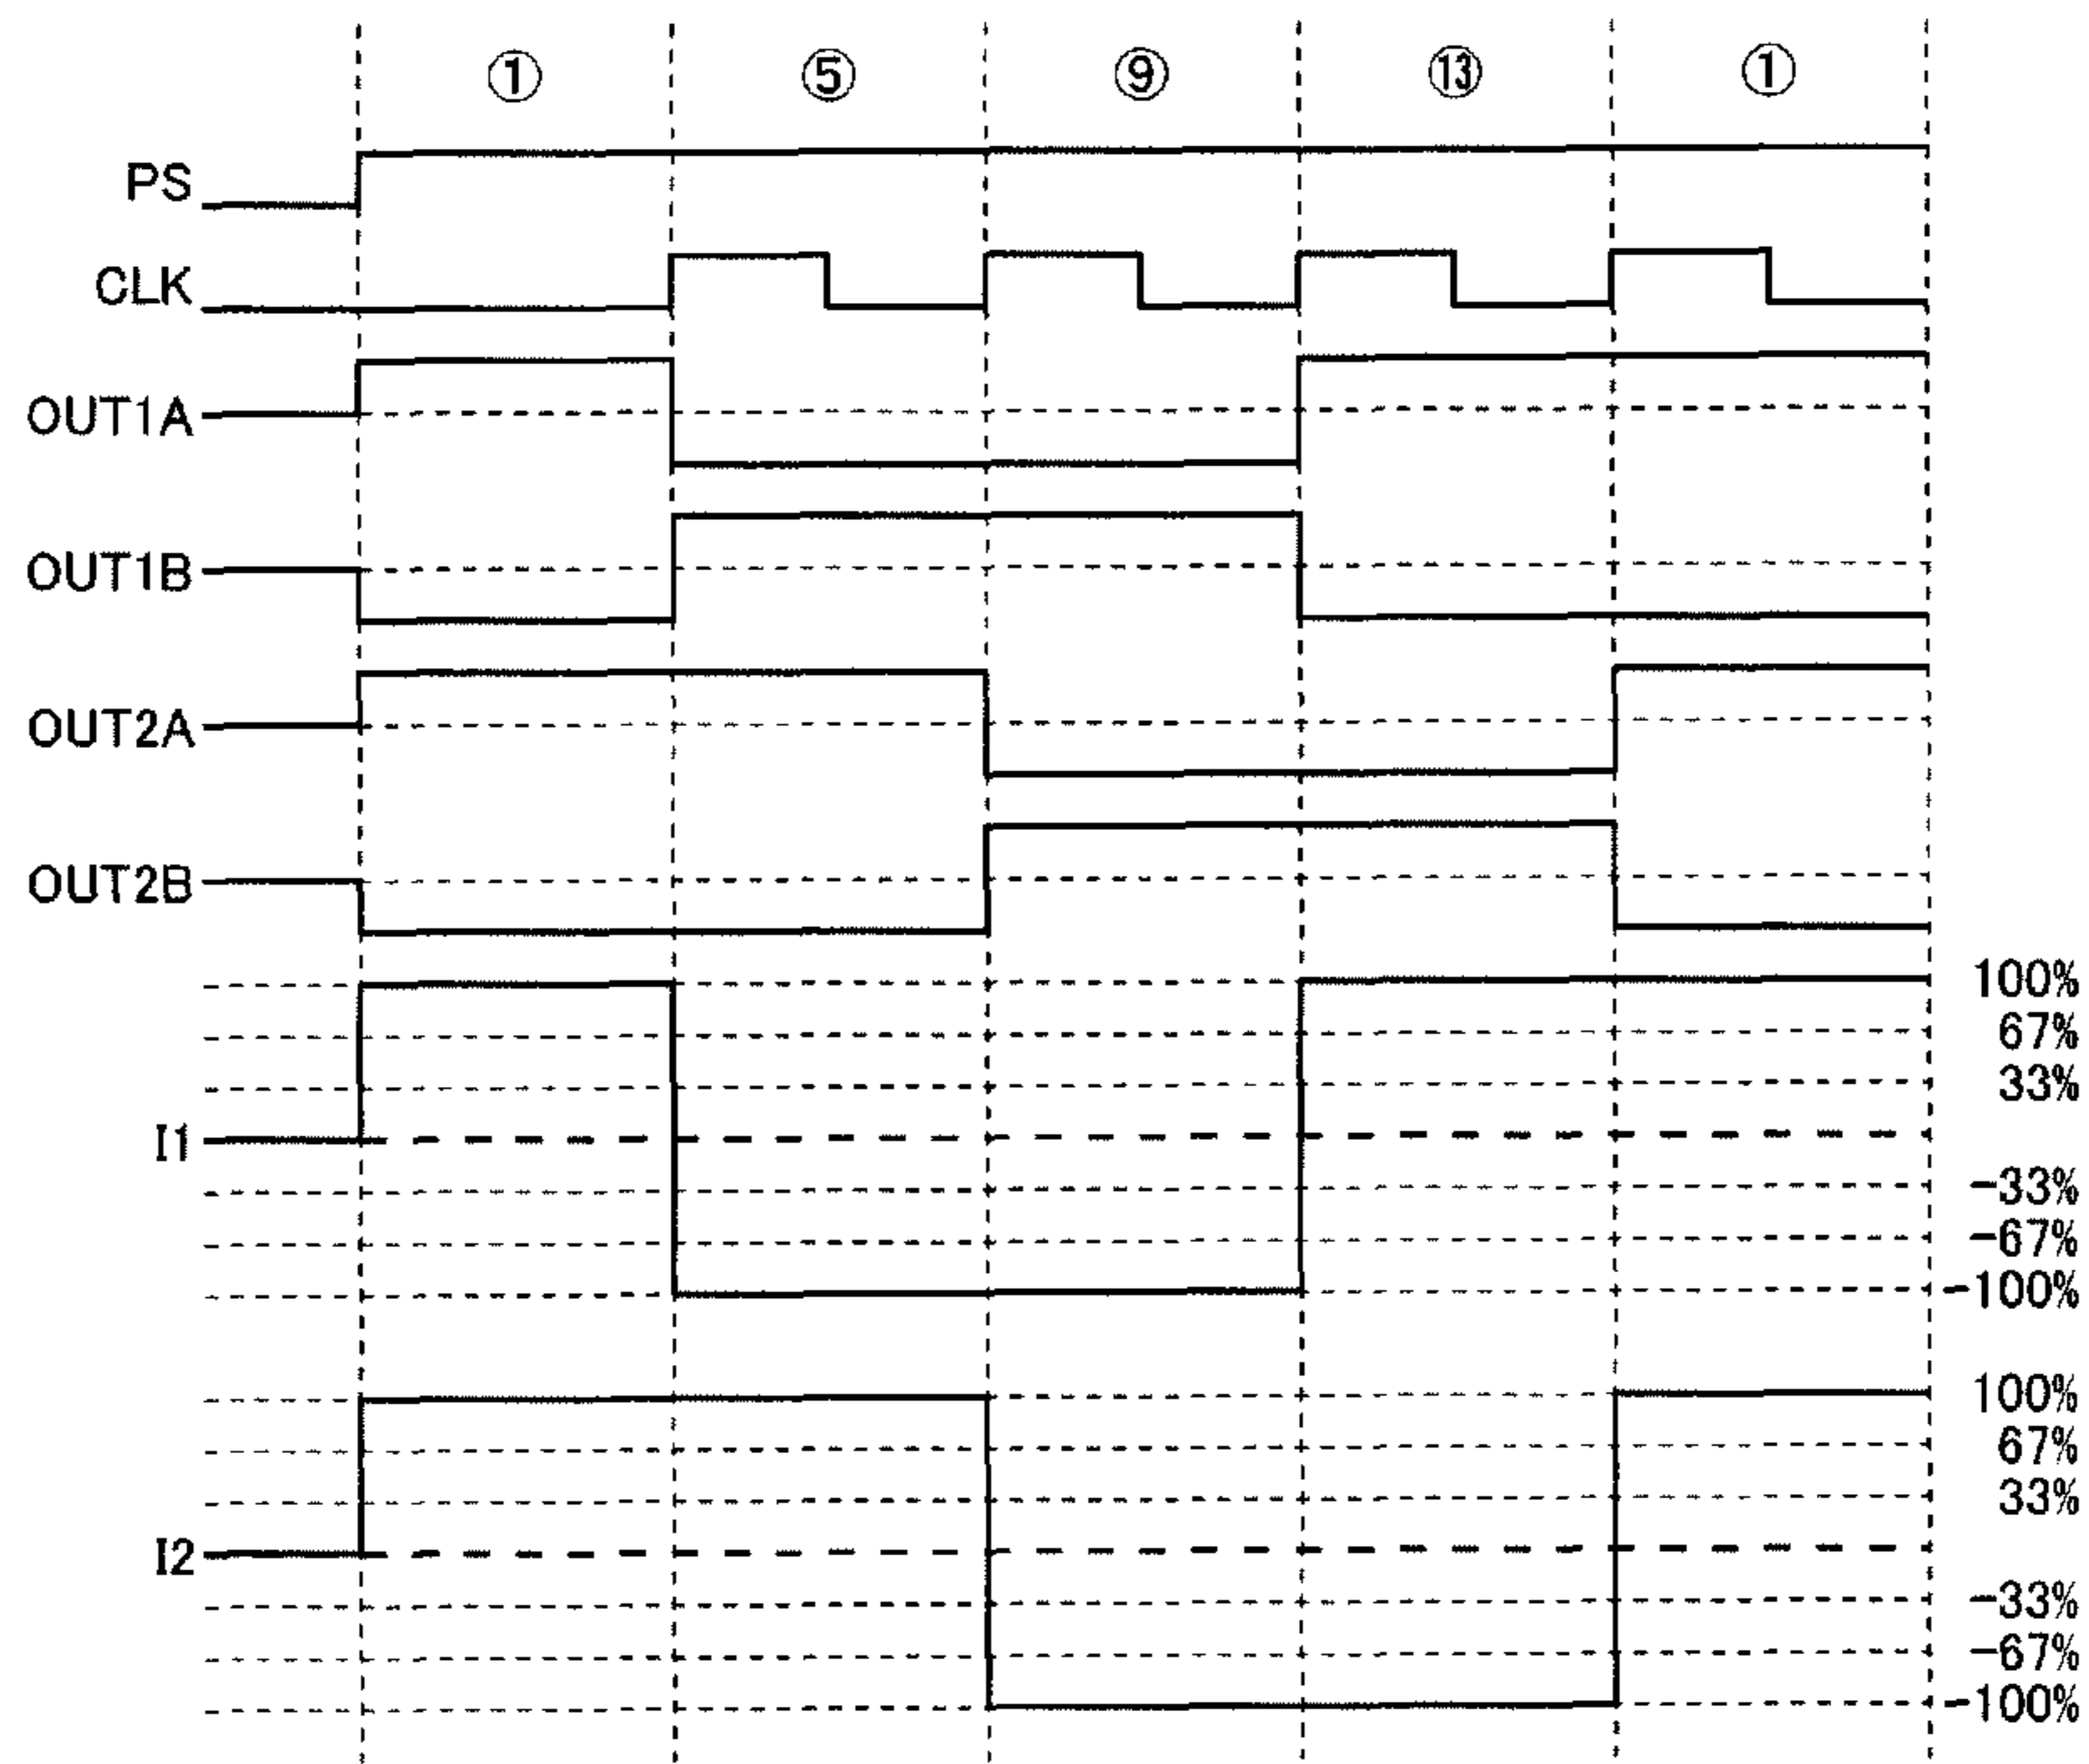 ① ⑤ ⑨ ⑬ ①
PS
CLK
OUT1A
OUT1B
OUT2A
OUT2B
100%
67%
33%
I1
-33%
-67%
-100%
100%
67%
33%
I2
-33%
-67%
-100%